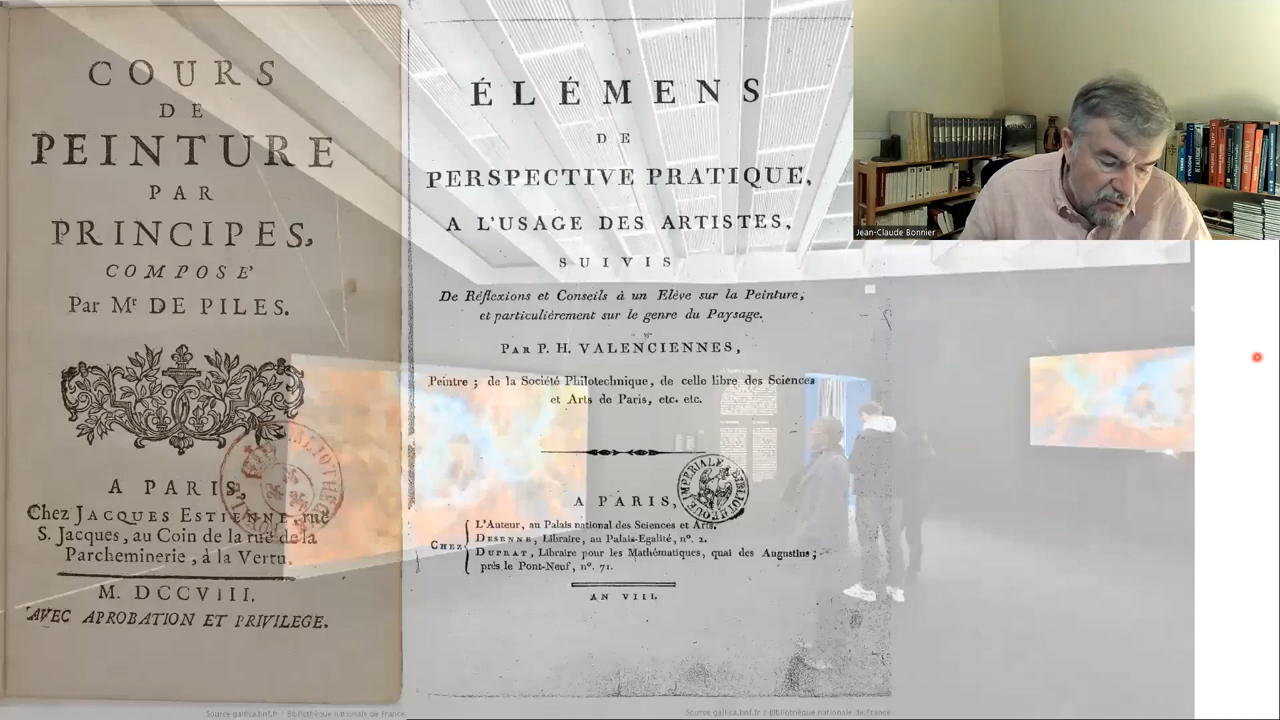 COURS
DE
PEINTURE
PAR
PRINCIPES,
COMPOSE'
Par Mr DE PILES.
A PARIS,
Chez JACQUES ESTIENNE, rue
S. Jacques, au Coin de la ruë de la
Parcheminerie, à la Vertu.
M. DCCVIII.
AVEC APROBATION ET PRIVILEGE.
Source gallica.bnf.fr / Bibliothèque nationale de France
ÉLÉMENS
DE
PERSPECTIVE PRATIQUE,
A L'USAGE DES ARTISTES,
SUIVIS
De Réflexions et Conseils à un Elève sur la Peinture,
et particulièrement sur le genre du Paysage.
PAR P. H. VALENCIENNES,
Peintre ; de la Société Philotechnique, de celle libre des Sciences
et Arts de Paris, etc. etc.
A PARIS,
CHEZ
L'Auteur, au Palais national des Sciences et Arts.
DESENNE, Libraire, au Palais-Egalité, n°. 2.
DUPRAT, Libraire pour les Mathématiques, quai des Augustins ;
près le Pont-Neuf, n°. 71.
AN VIII.
Source gallica.bnf.fr / Bibliothèque nationale de France
Jean-Claude Bonnier